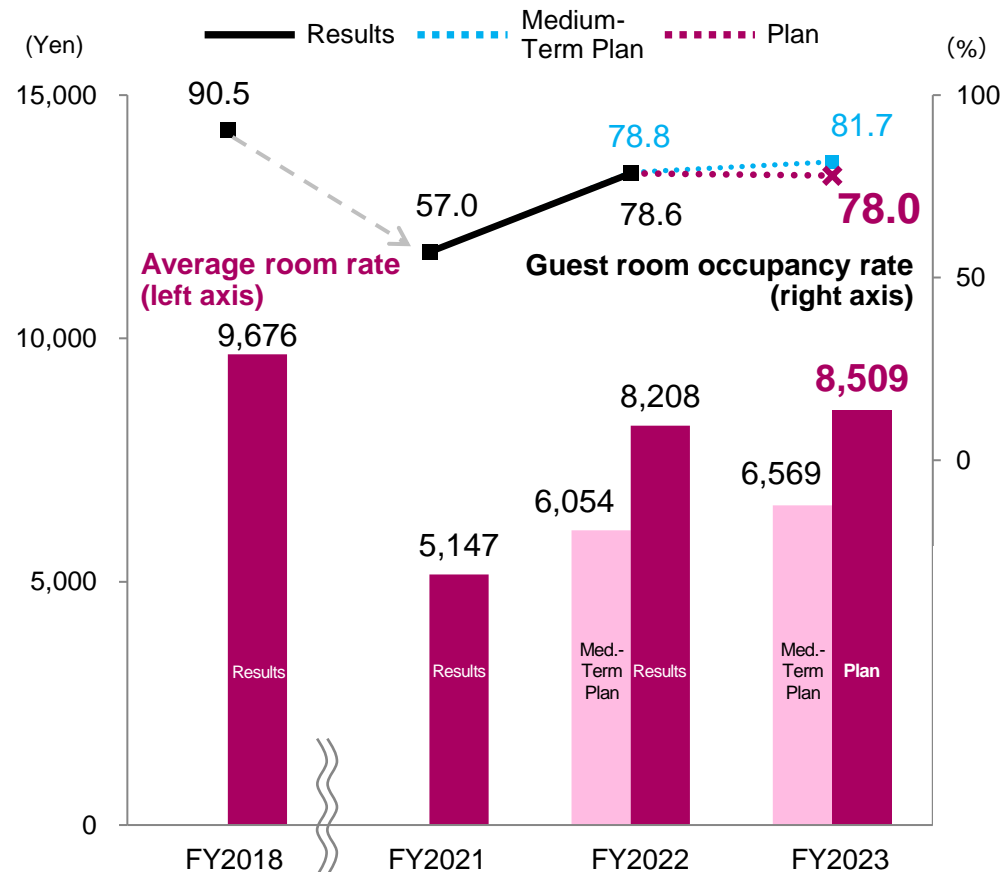 Results
Medium-
Term Plan
Plan
(Yen)
(%)
15,000
10,000
5,000
0
100
50
0
90.5
57.0
78.8
78.6
81.7
78.0
Average room rate
(left axis)
Guest room occupancy rate
(right axis)
9,676
5,147
6,054
8,208
6,569
8,509
Results
Results
Med.-
Term
Plan
Results
Med.-
Term
Plan
Plan
FY2018
FY2021
FY2022
FY2023